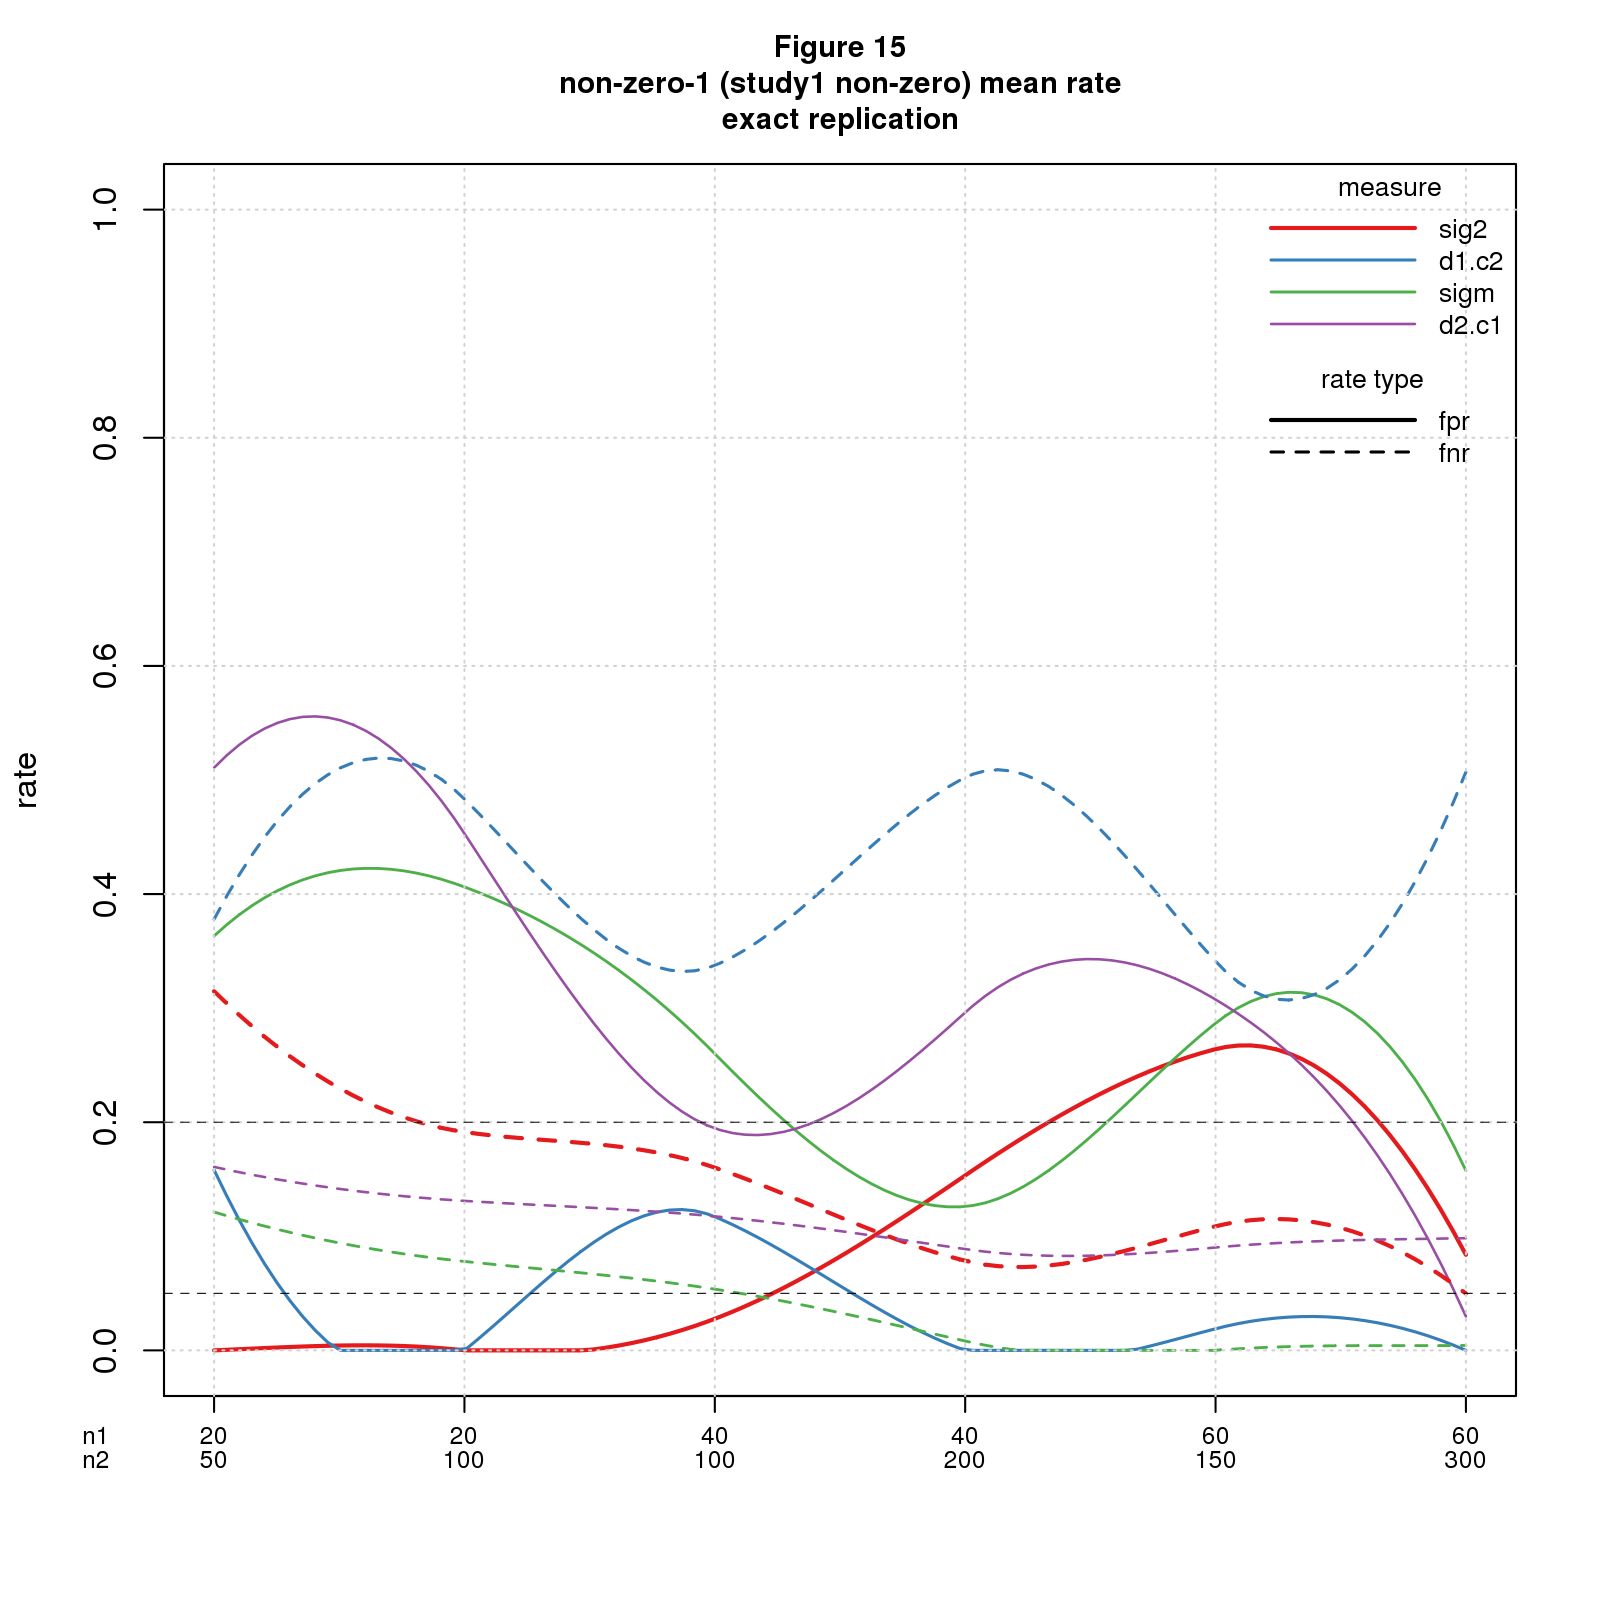 Figure 15
non-zero-1 (study1 non-zero) mean rate
exact replication
measure
sig2
d1.c2
sigm
d2.c1
rate type
fpr
fnr
rate
1.0
0.8
0.6
0.4
0.2
0.0
n1 20 20 40 40 60 60
n2 50 100 100 200 150 300